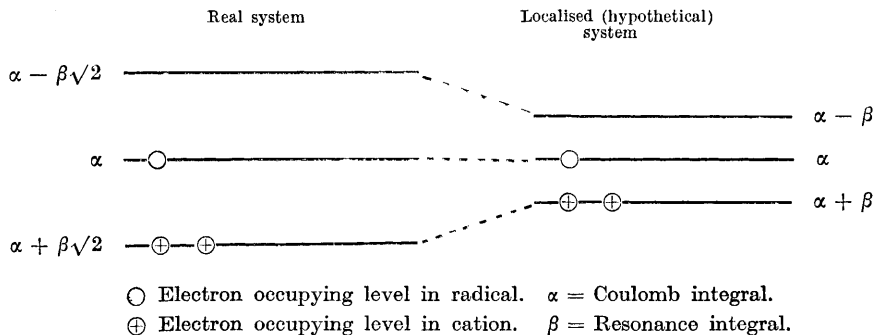 Real system
Localised (hypothetical)
system
α − β√2
α − β
α
α
α + β
α + β√2
○ Electron occupying level in radical. α = Coulomb integral.
⊕ Electron occupying level in cation. β = Resonance integral.